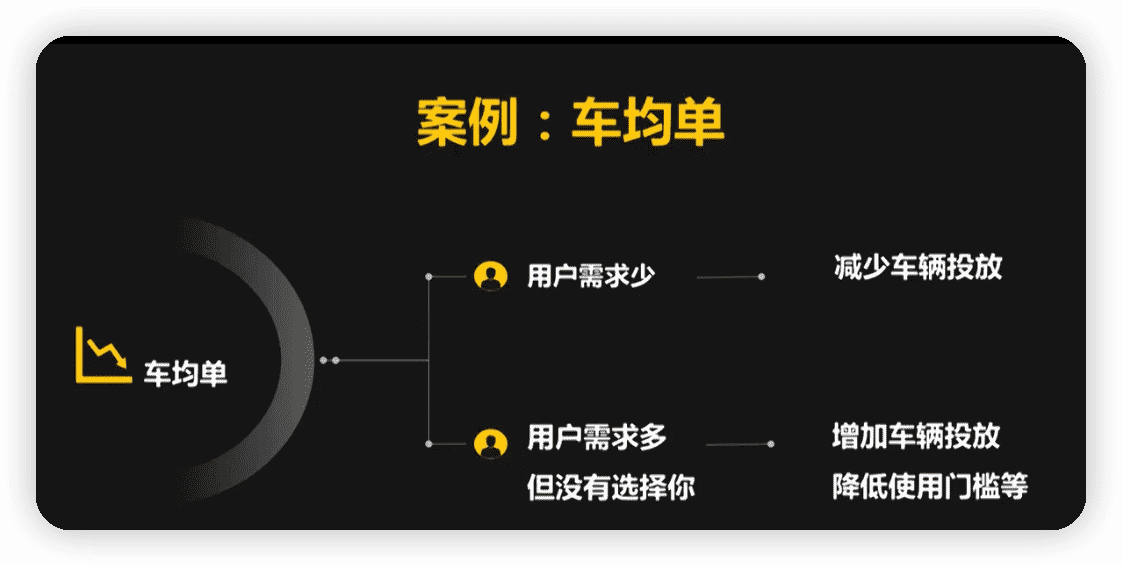 案例：车均单
车均单
用户需求少
减少车辆投放
用户需求多
但没有选择你
增加车辆投放
降低使用门槛等